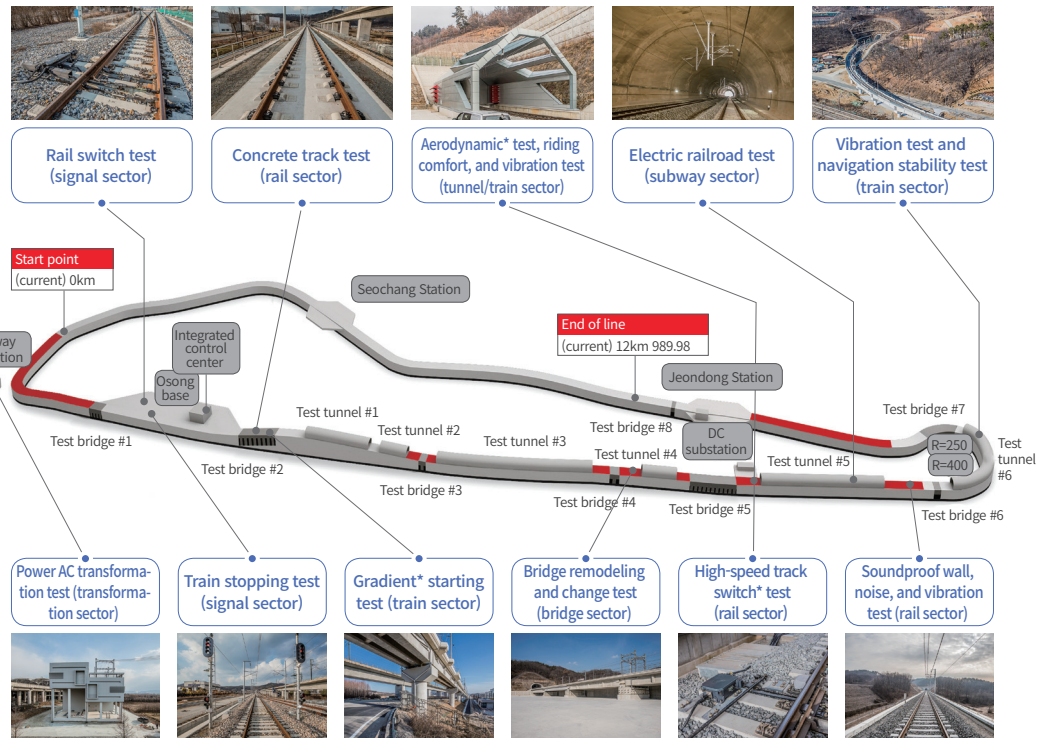 Rail switch test
(signal sector)
Concrete track test
(rail sector)
Aerodynamic* test, riding
comfort, and vibration test
(tunnel/train sector)
Electric railroad test
(subway sector)
Vibration test and
navigation stability test
(train sector)
Start point
(current) 0km
Seochang Station
End of line
(current) 12km 989.98
Integrated
control
center
Osong
base
Jeondong Station
Test bridge #1
Test bridge #2
Test tunnel #1
Test tunnel #2
Test bridge #3
Test tunnel #3
Test tunnel #4
Test bridge #4
Test bridge #8
DC
substation
Test bridge #5
Test tunnel #5
Test bridge #7
R=250
R=400
Test
tunnel
#6
Test bridge #6
Power AC transforma-
tion test (transforma-
tion sector)
Train stopping test
(signal sector)
Gradient* starting
test (train sector)
Bridge remodeling
and change test
(bridge sector)
High-speed track
switch* test
(rail sector)
Soundproof wall,
noise, and vibration
test (rail sector)